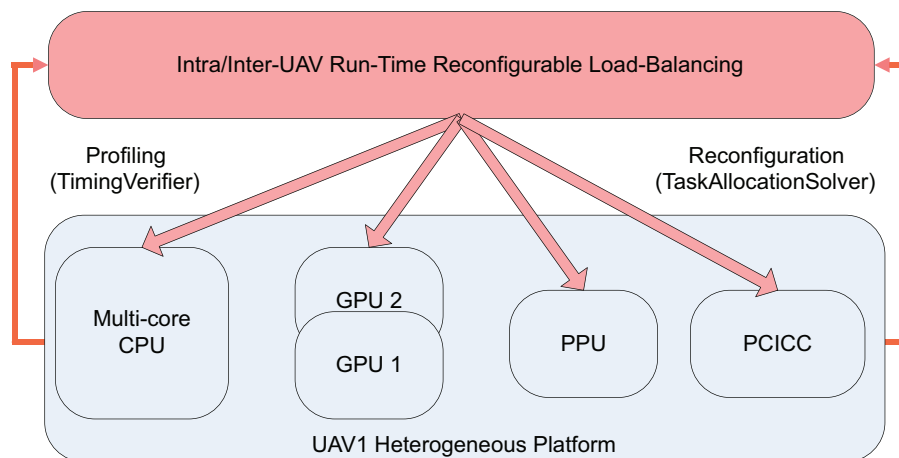 Intra/Inter-UAV Run-Time Reconfigurable Load-Balancing
Profiling
(TimingVerifier)
Reconfiguration
(TaskAllocationSolver)
Multi-core
CPU
GPU 2
GPU 1
PPU
PCICC
UAV1 Heterogeneous Platform